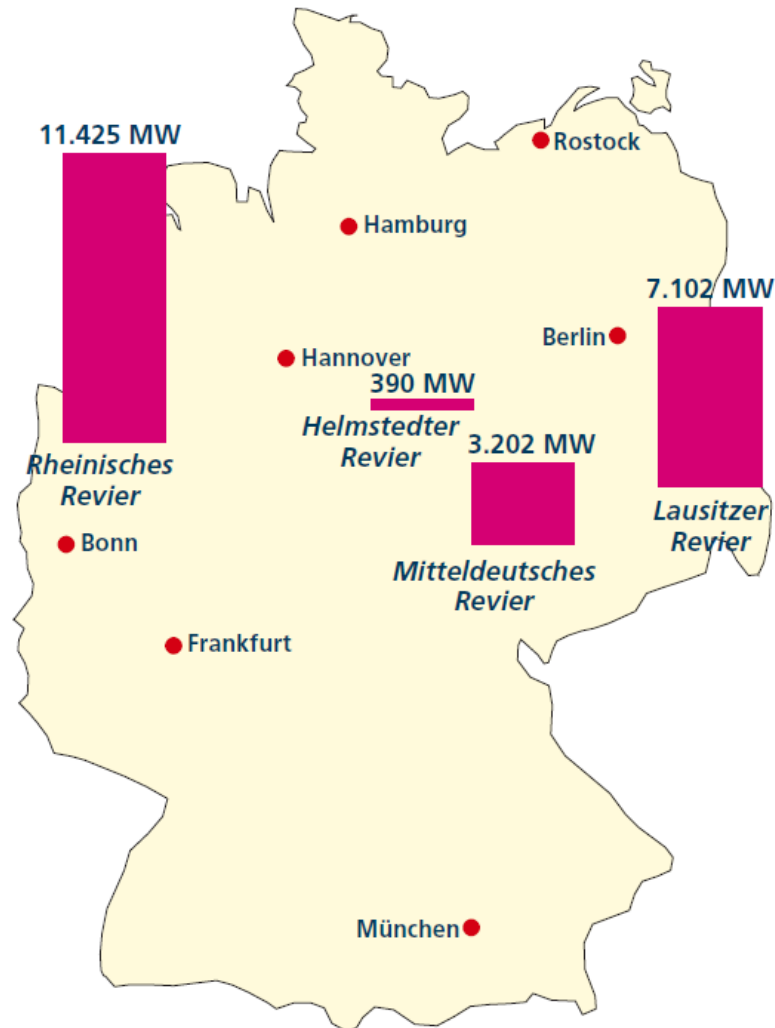 11.425 MW
Rostock
Hamburg
7.102 MW
Berlin
Hannover
390 MW
Helmstedter
Revier
3.202 MW
Rheinisches
Revier
Lausitzer
Revier
Bonn
Mitteldeutsches
Revier
Frankfurt
München